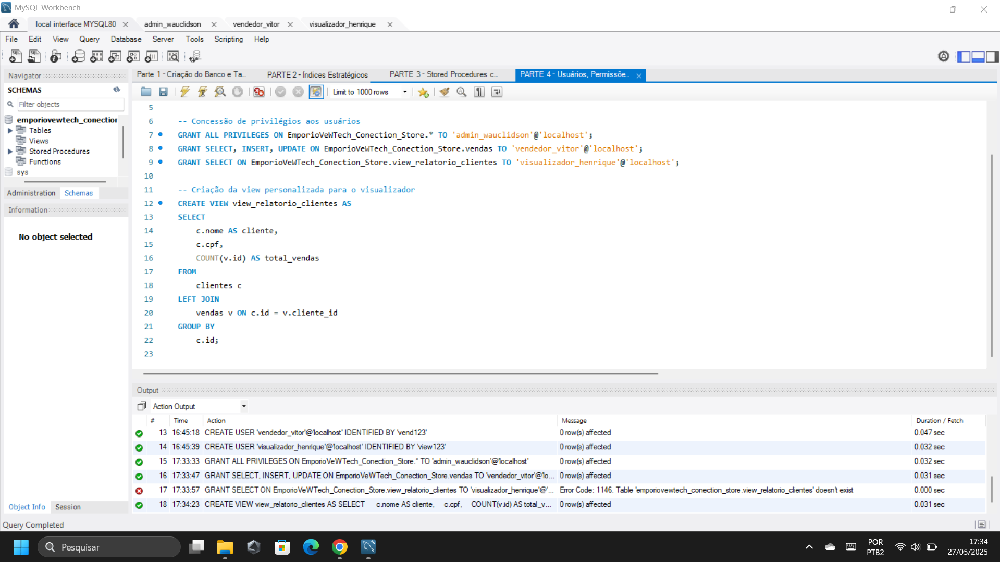 MySQL Workbench
local interface MYSQL80
admin_wauclidson
vendedor_vitor
visualizador_henrique
File Edit View Query Database Server Tools Scripting Help
Navigator
SCHEMAS
Filter objects
emporiovewtech_conection
Tables
Views
Stored Procedures
Functions
sys
Administration Schemas
Information
No object selected
Object Info Session
Query Completed
Parte 1 - Criação do Banco e Ta...
PARTE 2 - Índices Estratégicos
PARTE 3 - Stored Procedures c...
PARTE 4 - Usuários, Permissõe...
Limit to 1000 rows
5
6 -- Concessão de privilégios aos usuários
7 GRANT ALL PRIVILEGES ON EmporioVeWTech_Conection_Store.* TO 'admin_wauclidson'@'localhost';
8 GRANT SELECT, INSERT, UPDATE ON EmporioVeWTech_Conection_Store.vendas TO 'vendedor_vitor'@'localhost';
9 GRANT SELECT ON EmporioVeWTech_Conection_Store.view_relatorio_clientes TO 'visualizador_henrique'@'localhost';
10
11 -- Criação da view personalizada para o visualizador
12 CREATE VIEW view_relatorio_clientes AS
13 SELECT
14 c.nome AS cliente,
15 c.cpf,
16 COUNT(v.id) AS total_vendas
17 FROM
18 clientes c
19 LEFT JOIN
20 vendas v ON c.id = v.cliente_id
21 GROUP BY
22 c.id;
23
Output
Action Output
# Time Action Message Duration / Fetch
13 16:45:18 CREATE USER 'vendedor_vitor'@'localhost' IDENTIFIED BY 'vend123' 0 row(s) affected 0.047 sec
14 16:45:39 CREATE USER 'visualizador_henrique'@'localhost' IDENTIFIED BY 'view123' 0 row(s) affected 0.032 sec
15 17:33:33 GRANT ALL PRIVILEGES ON EmporioVeWTech_Conection_Store.* TO 'admin_wauclidson'@'localhost' 0 row(s) affected 0.032 sec
16 17:33:47 GRANT SELECT, INSERT, UPDATE ON EmporioVeWTech_Conection_Store.vendas TO 'vendedor_vitor'@'lo... 0 row(s) affected 0.031 sec
17 17:33:57 GRANT SELECT ON EmporioVeWTech_Conection_Store.view_relatorio_clientes TO 'visualizador_henrique'@'... Error Code: 1146. Table 'emporiovewtech_conection_store.view_relatorio_clientes' doesn't exist 0.000 sec
18 17:34:23 CREATE VIEW view_relatorio_clientes AS SELECT c.nome AS cliente, c.cpf, COUNT(v.id) AS total_v... 0 row(s) affected 0.031 sec
Pesquisar
POR
PTB2
17:34
27/05/2025